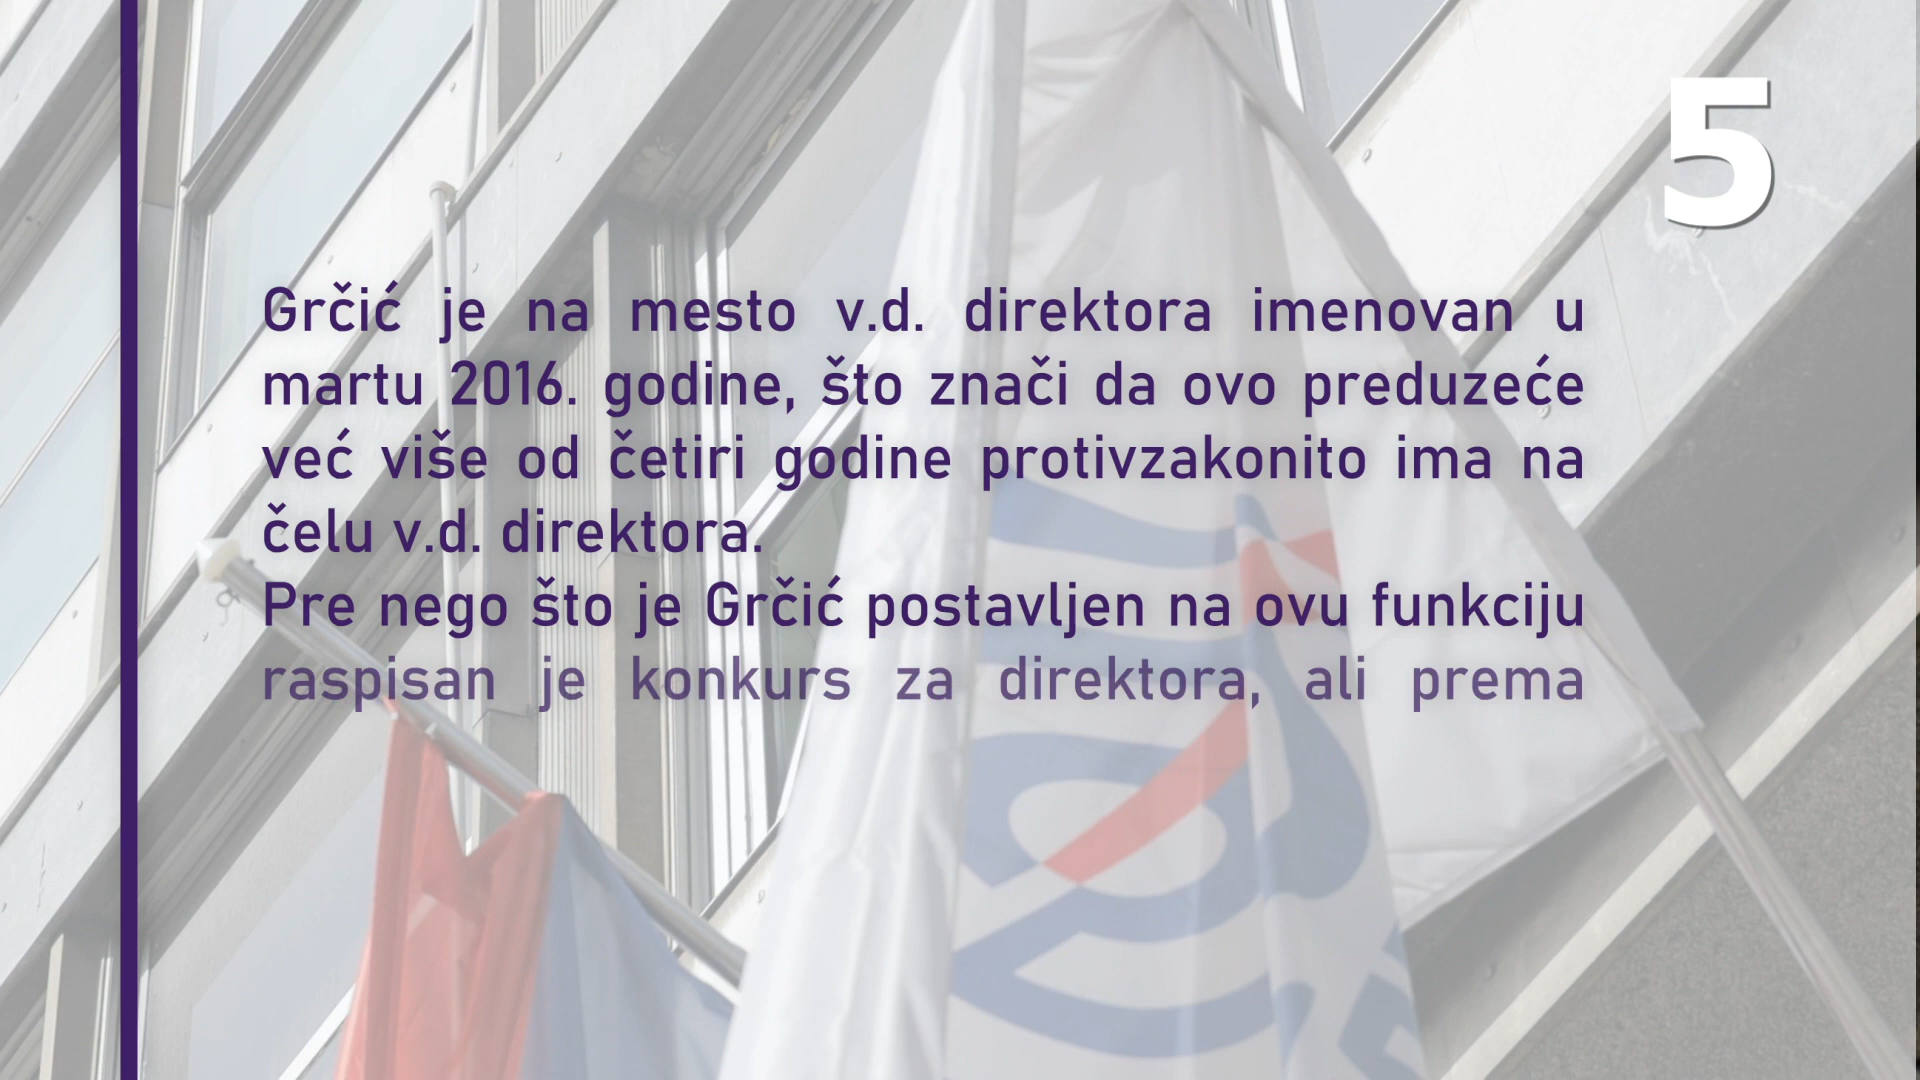 5
Grčić je na mesto v.d. direktora imenovan u
martu 2016. godine, što znači da ovo preduzeće
već više od četiri godine protivzakonito ima na
čelu v.d. direktora.
Pre nego što je Grčić postavljen na ovu funkciju
raspisan je konkurs za direktora, ali prema